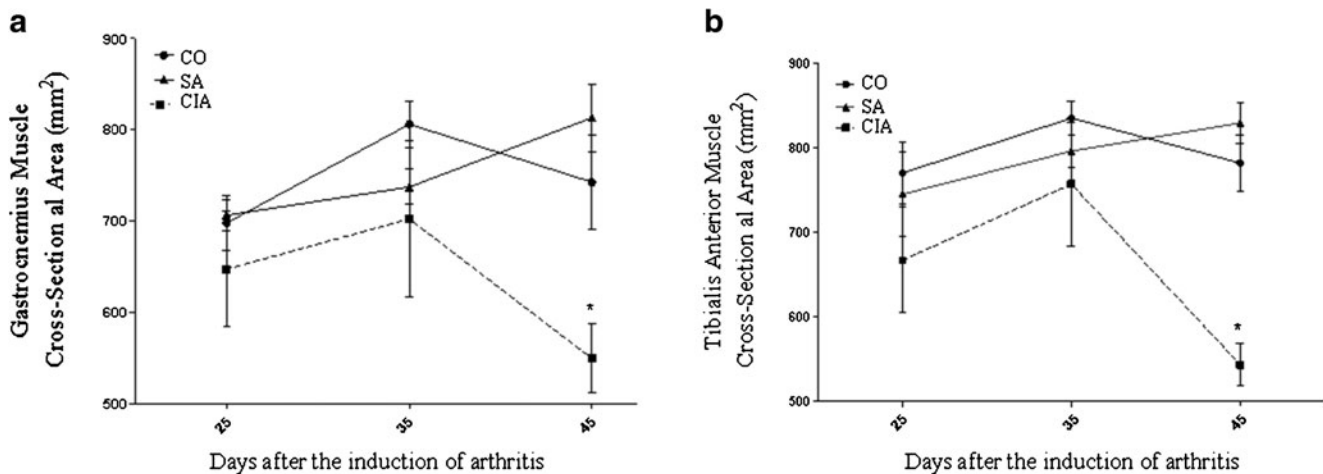 a
Gastrocnemius Muscle
Cross-Section al Area (mm²)
900
800
700
600
500
CO
SA
CIA
*
25
35
45
Days after the induction of arthritis
b
Tibialis Anterior Muscle
Cross-Section al Area (mm²)
900
800
700
600
500
CO
SA
CIA
*
25
35
45
Days after the induction of arthritis